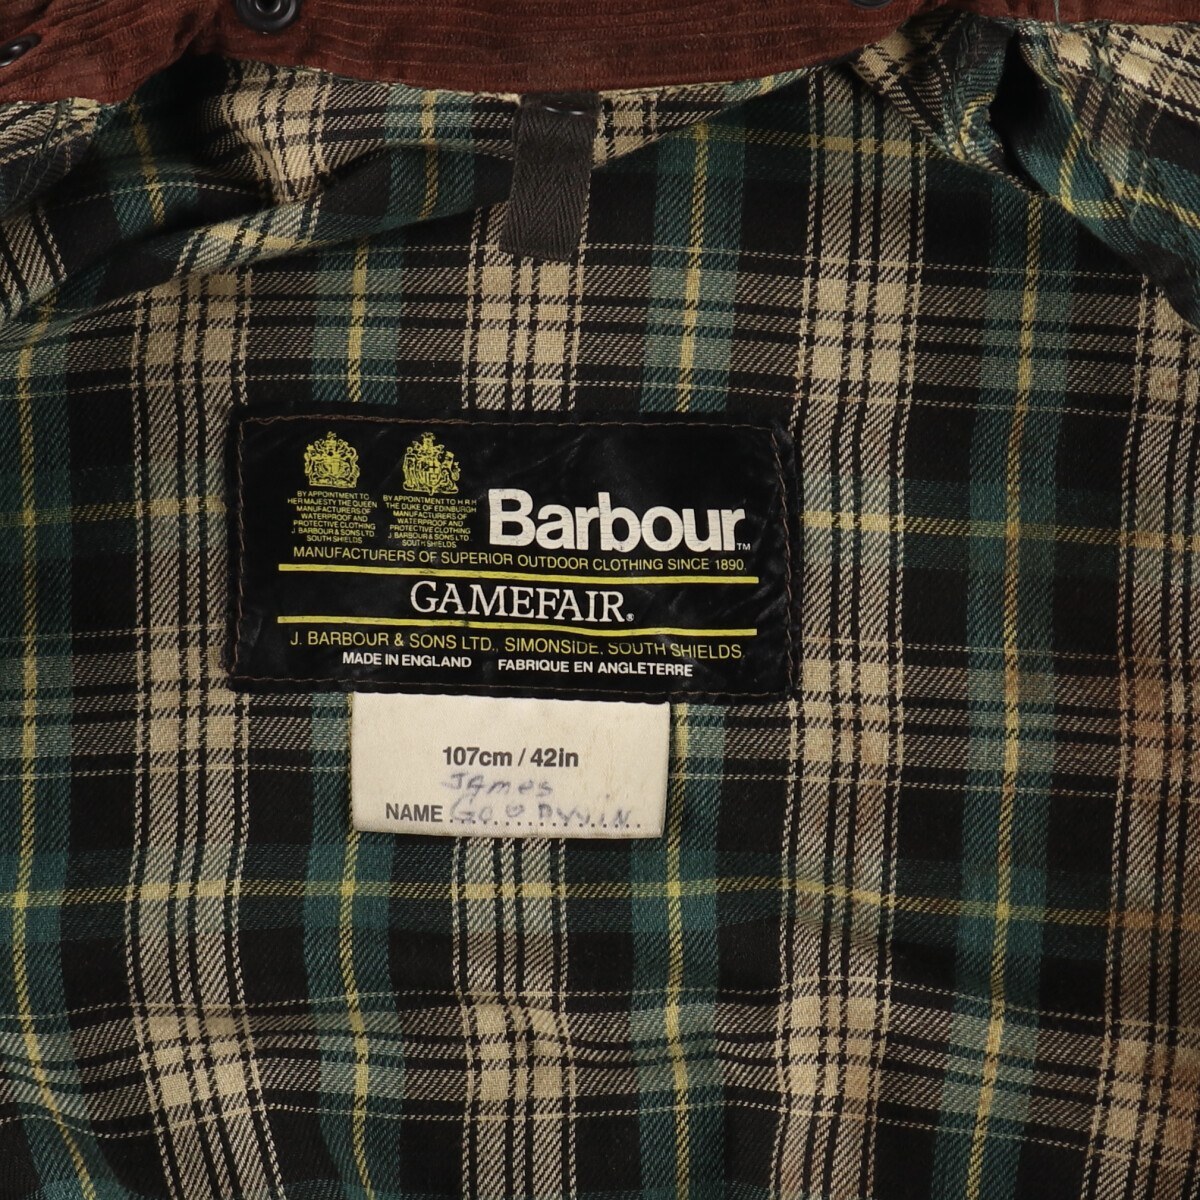 BY APPOINTMENT TO
HER MAJESTY THE QUEEN
MANUFACTURERS OF
WATERPROOF AND
PROTECTIVE CLOTHING
J. BARBOUR & SONS LTD
SOUTH SHIELDS
BY APPOINTMENT TO H R H
THE DUKE OF EDINBURGH
MANUFACTURERS OF
WATERPROOF AND
PROTECTIVE CLOTHING
J. BARBOUR & SONS LTD.
SOUTH SHIELDS
Barbour™
MANUFACTURERS OF SUPERIOR OUTDOOR CLOTHING SINCE 1890.
GAMEFAIR®
J. BARBOUR & SONS LTD., SIMONSIDE, SOUTH SHIELDS.
MADE IN ENGLAND FABRIQUE EN ANGLETERRE
107cm / 42in
JAMES
NAME